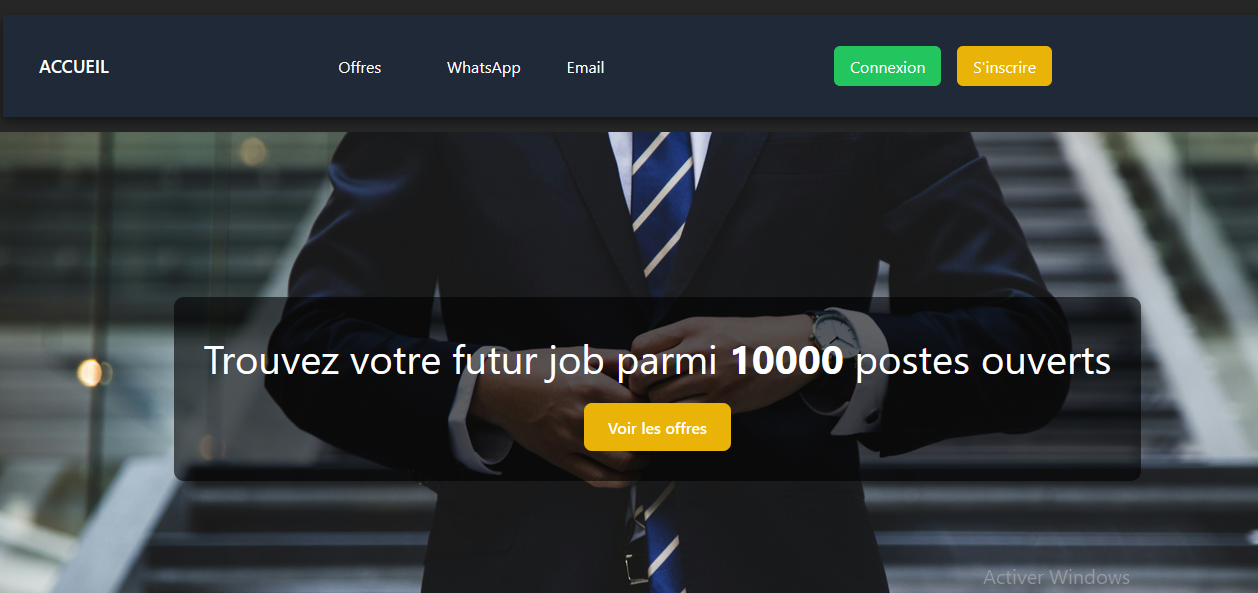 ACCUEIL Offres WhatsApp Email Connexion S'inscrire
Trouvez votre futur job parmi 10000 postes ouverts
Voir les offres
Activer Windows